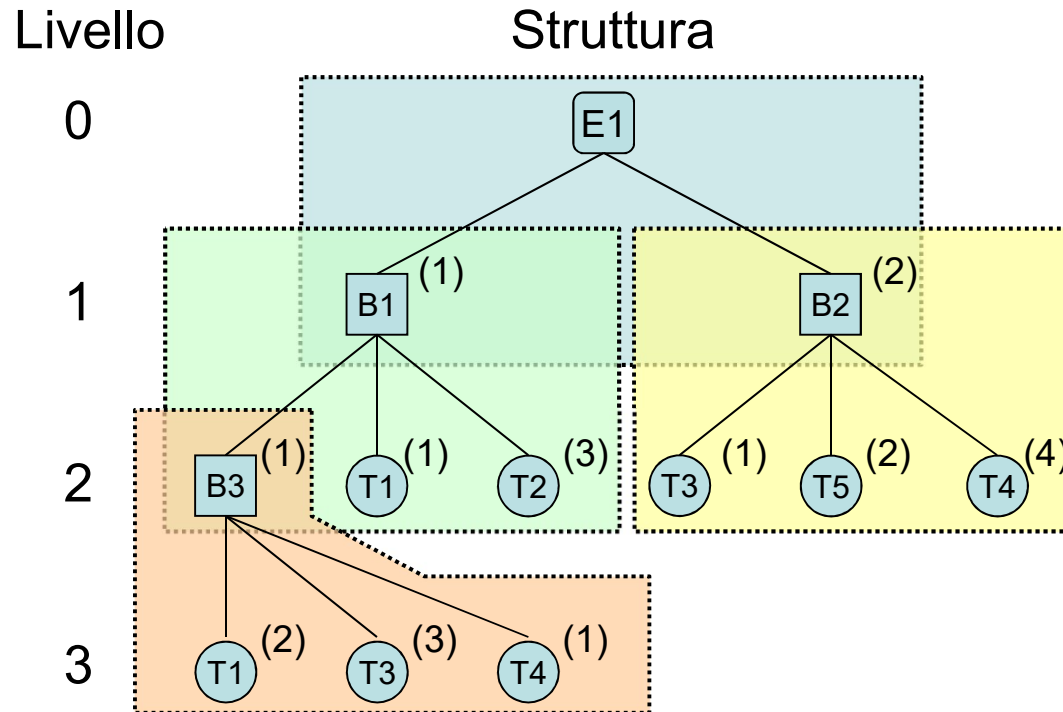 Livello Struttura
0 E1
1 B1 (1) B2 (2)
2 B3 (1) T1 (1) T2 (3) T3 (1) T5 (2) T4 (4)
3 T1 (2) T3 (3) T4 (1)